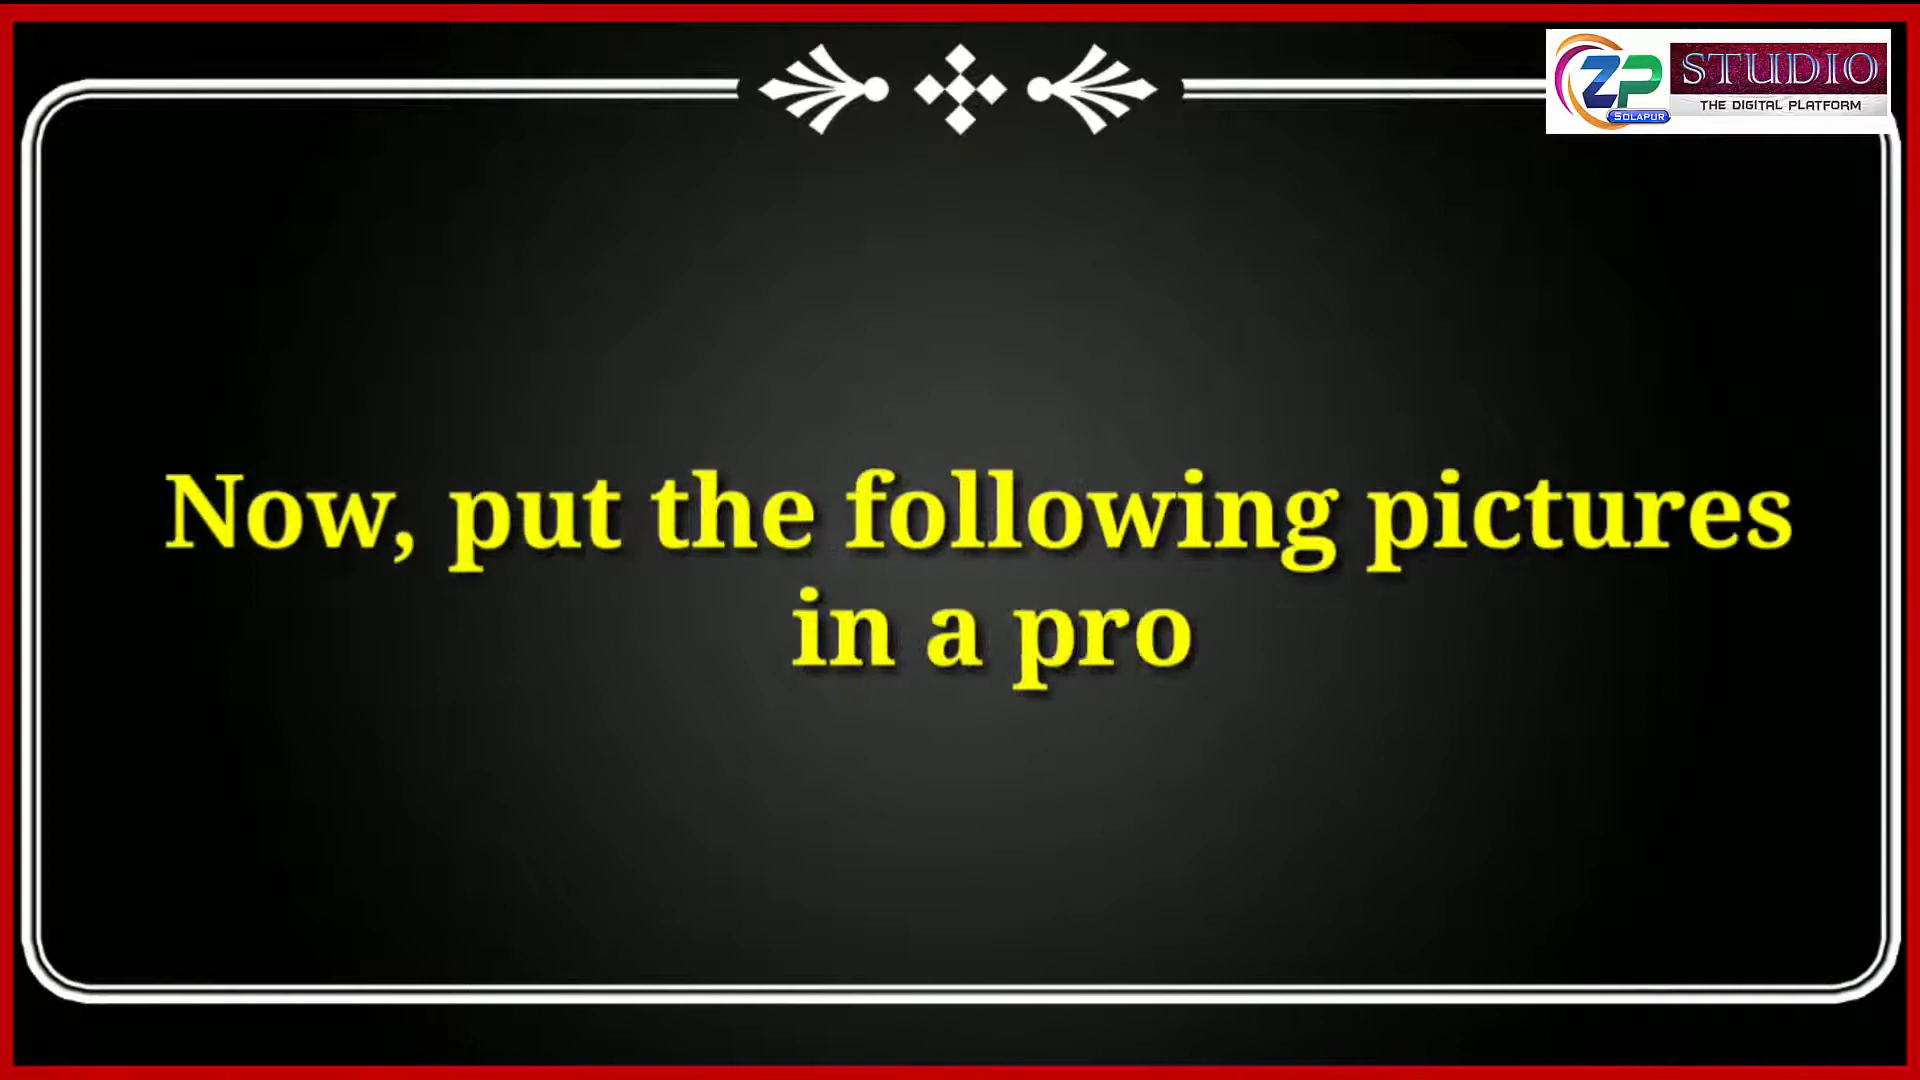 ZP STUDIO
SOLAPUR THE DIGITAL PLATFORM
Now, put the following pictures
in a pro